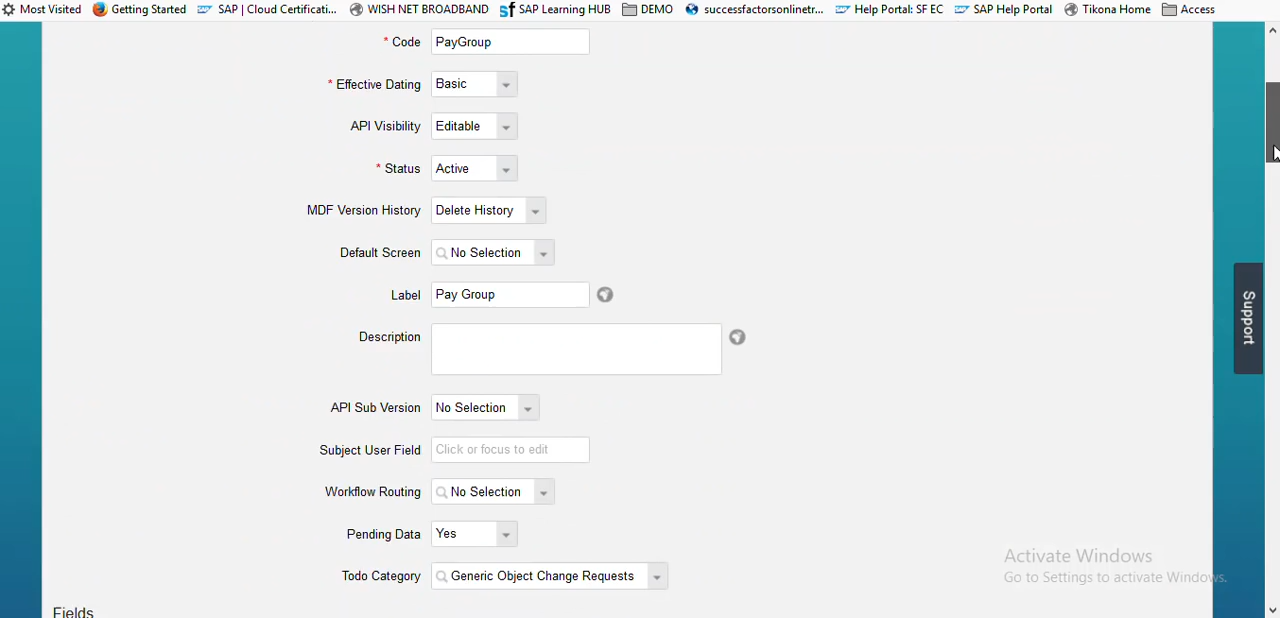 Most Visited Getting Started SAP | Cloud Certificati... WISH NET BROADBAND SAP Learning HUB DEMO successfactorsonlinetr... Help Portal: SF EC SAP Help Portal Tikona Home Access
* Code PayGroup
* Effective Dating Basic
API Visibility Editable
* Status Active
MDF Version History Delete History
Default Screen No Selection
Label Pay Group
Description
API Sub Version No Selection
Subject User Field Click or focus to edit
Workflow Routing No Selection
Pending Data Yes
Todo Category Generic Object Change Requests
Fields
Support
Activate Windows
Go to Settings to activate Windows.